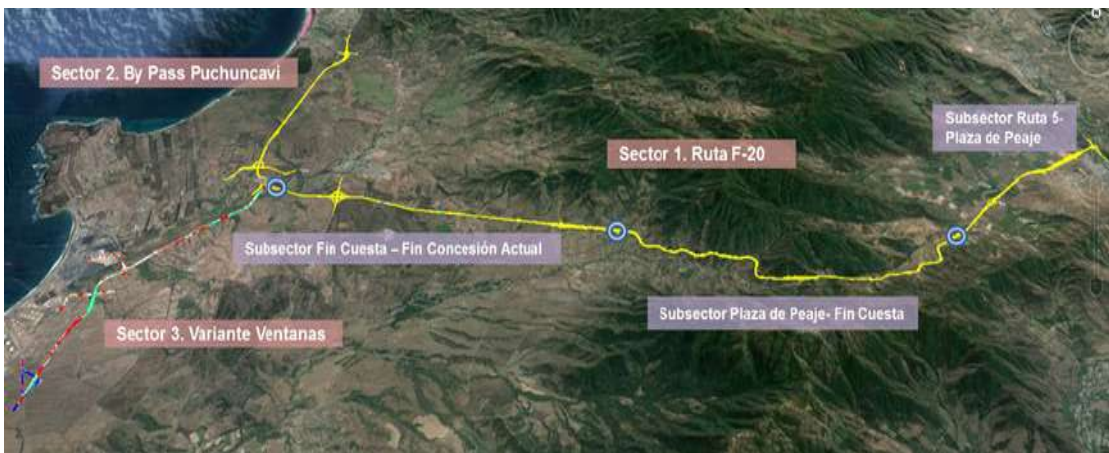 Sector 2. By Pass Puchuncavi
Subsector Ruta 5-
Plaza de Peaje
Sector 1. Ruta F-20
Subsector Fin Cuesta – Fin Concesión Actual
Subsector Plaza de Peaje- Fin Cuesta
Sector 3. Variante Ventanas